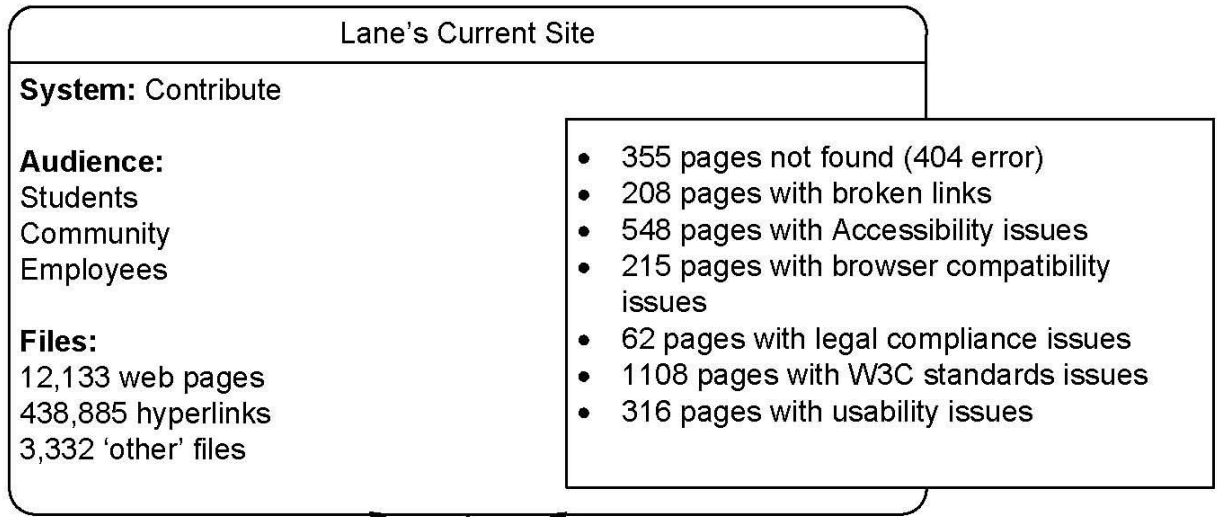 Lane's Current Site
System: Contribute
Audience:
Students
Community
Employees
Files:
12,133 web pages
438,885 hyperlinks
3,332 ‘other’ files
• 355 pages not found (404 error)
• 208 pages with broken links
• 548 pages with Accessibility issues
• 215 pages with browser compatibility
issues
• 62 pages with legal compliance issues
• 1108 pages with W3C standards issues
• 316 pages with usability issues